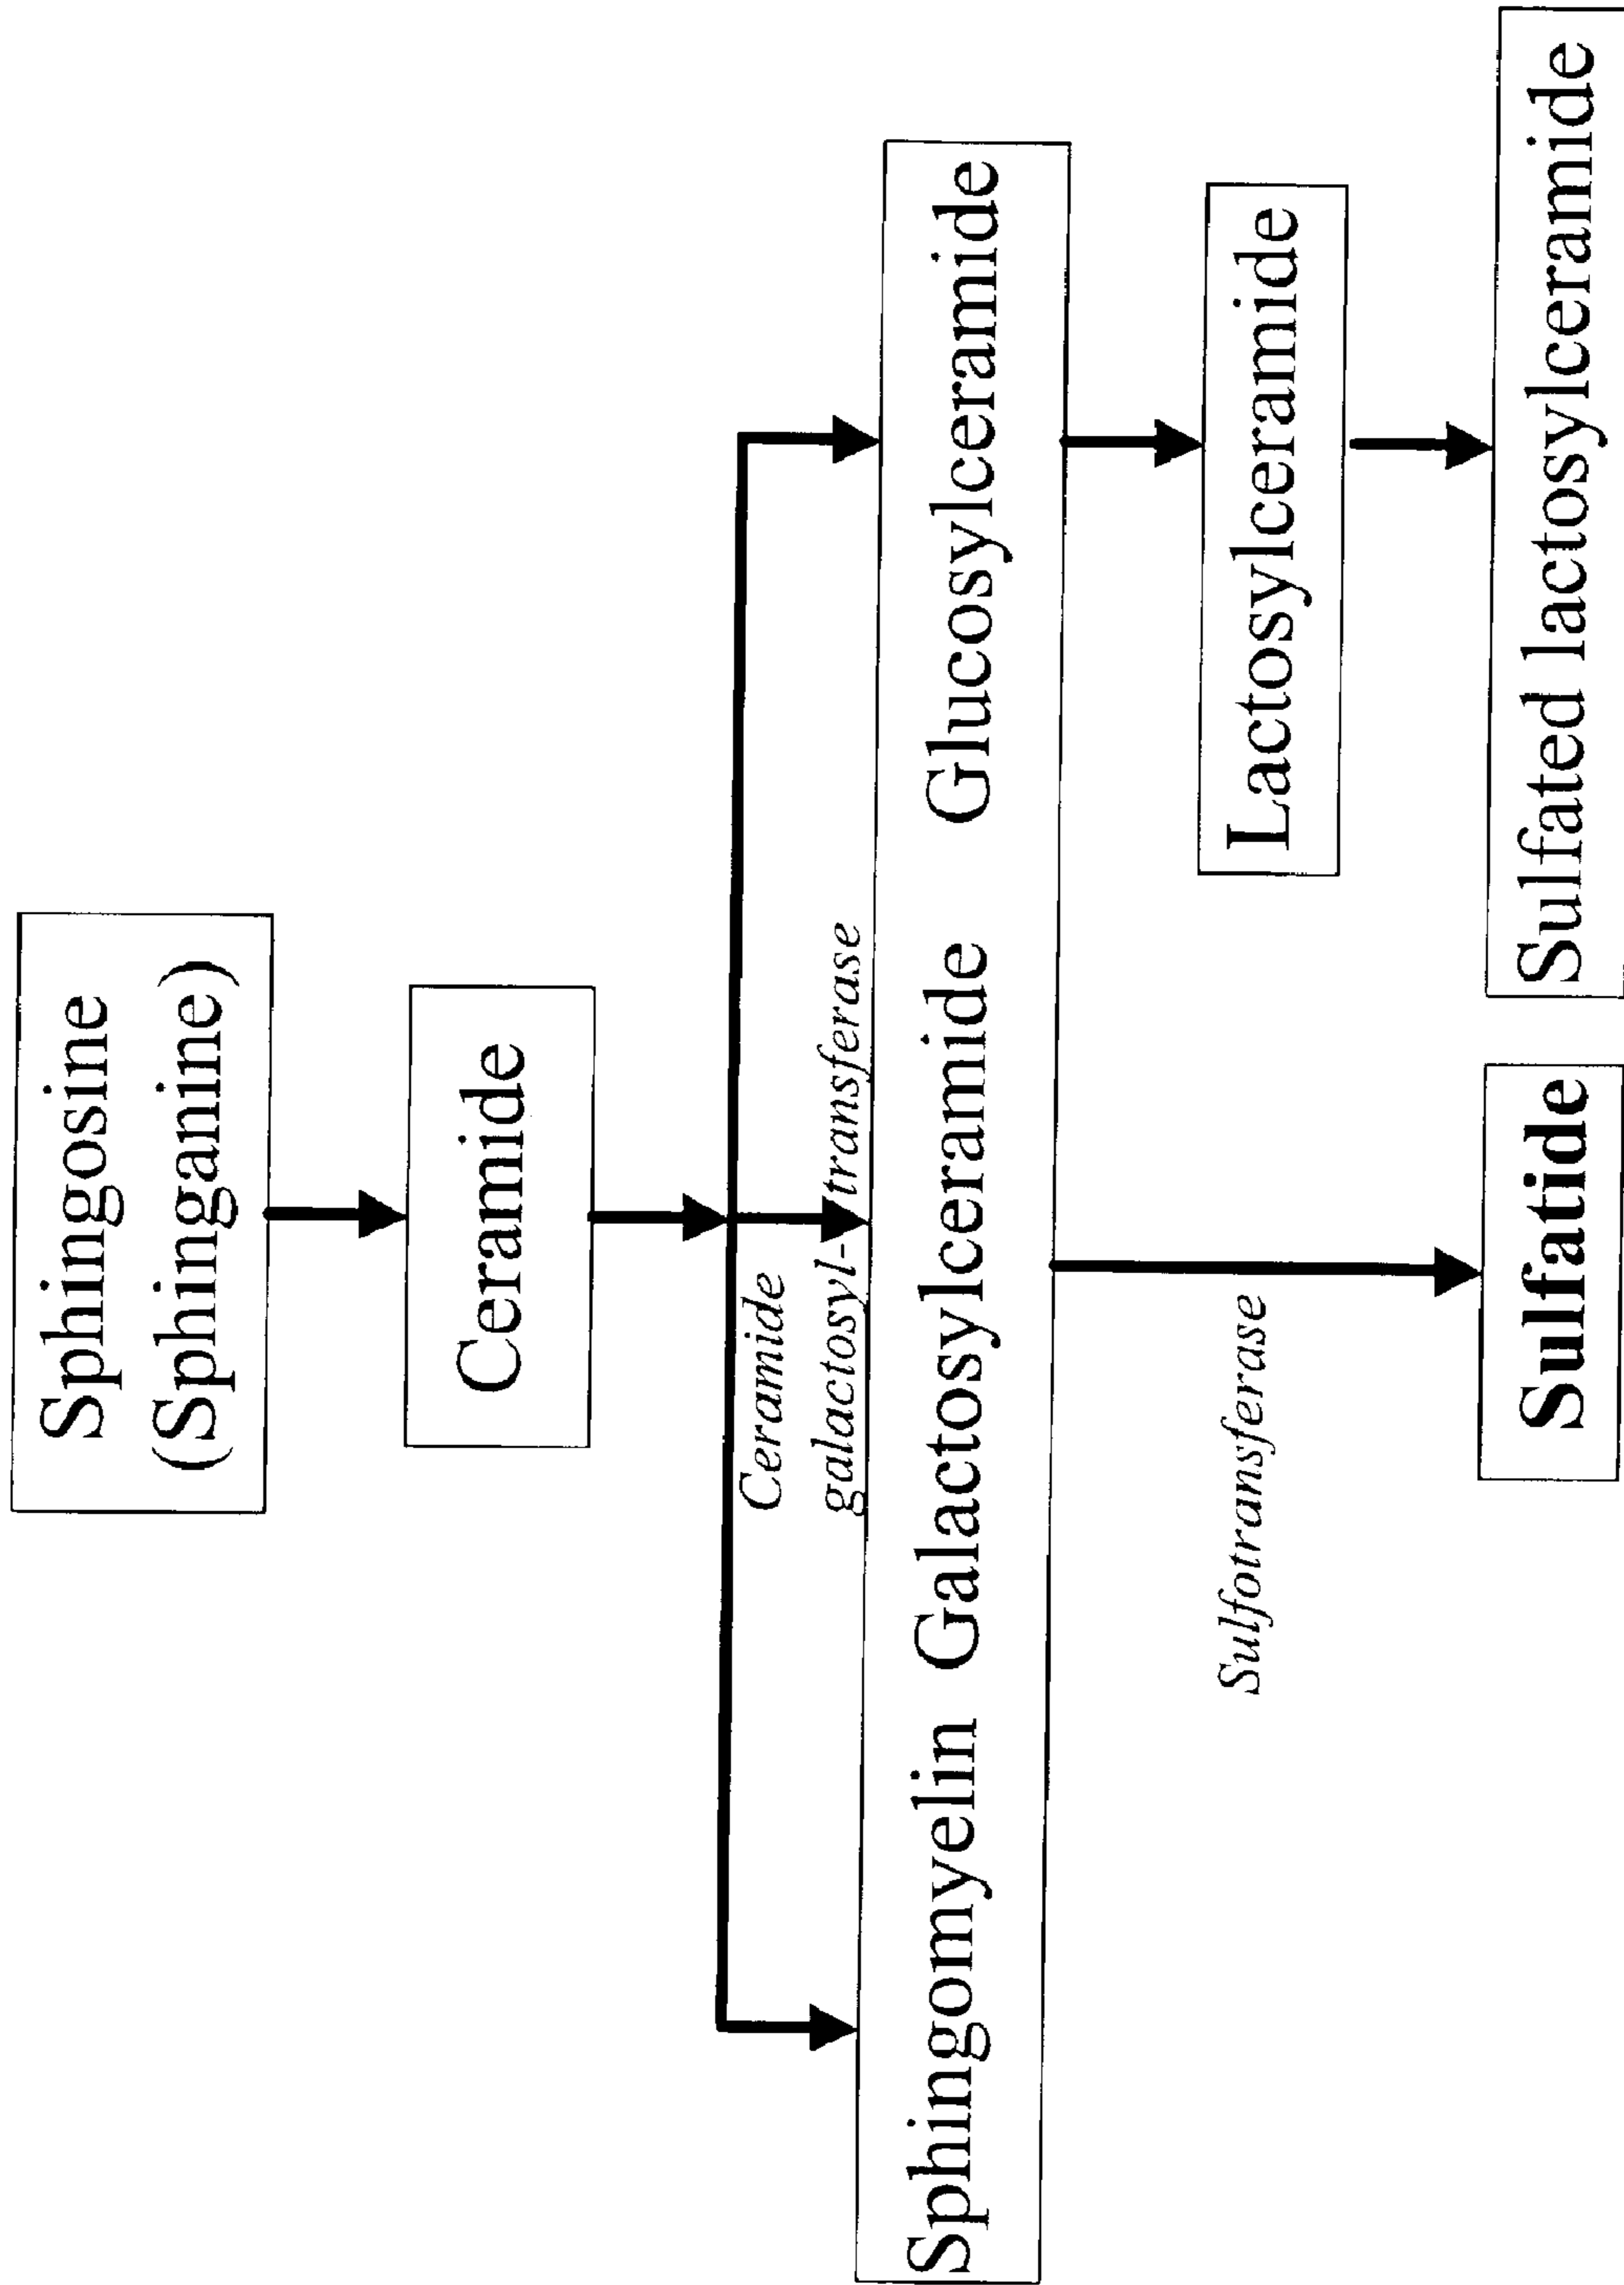 Sphingosine
(Sphinganine)
Ceramide
Ceramide
galactosyl-transferase
Sphingomyelin Galactosylceramide Glucosylceramide
Sulfotransferase
Lactosylceramide
Sulfatide
Sulfated lactosylceramide